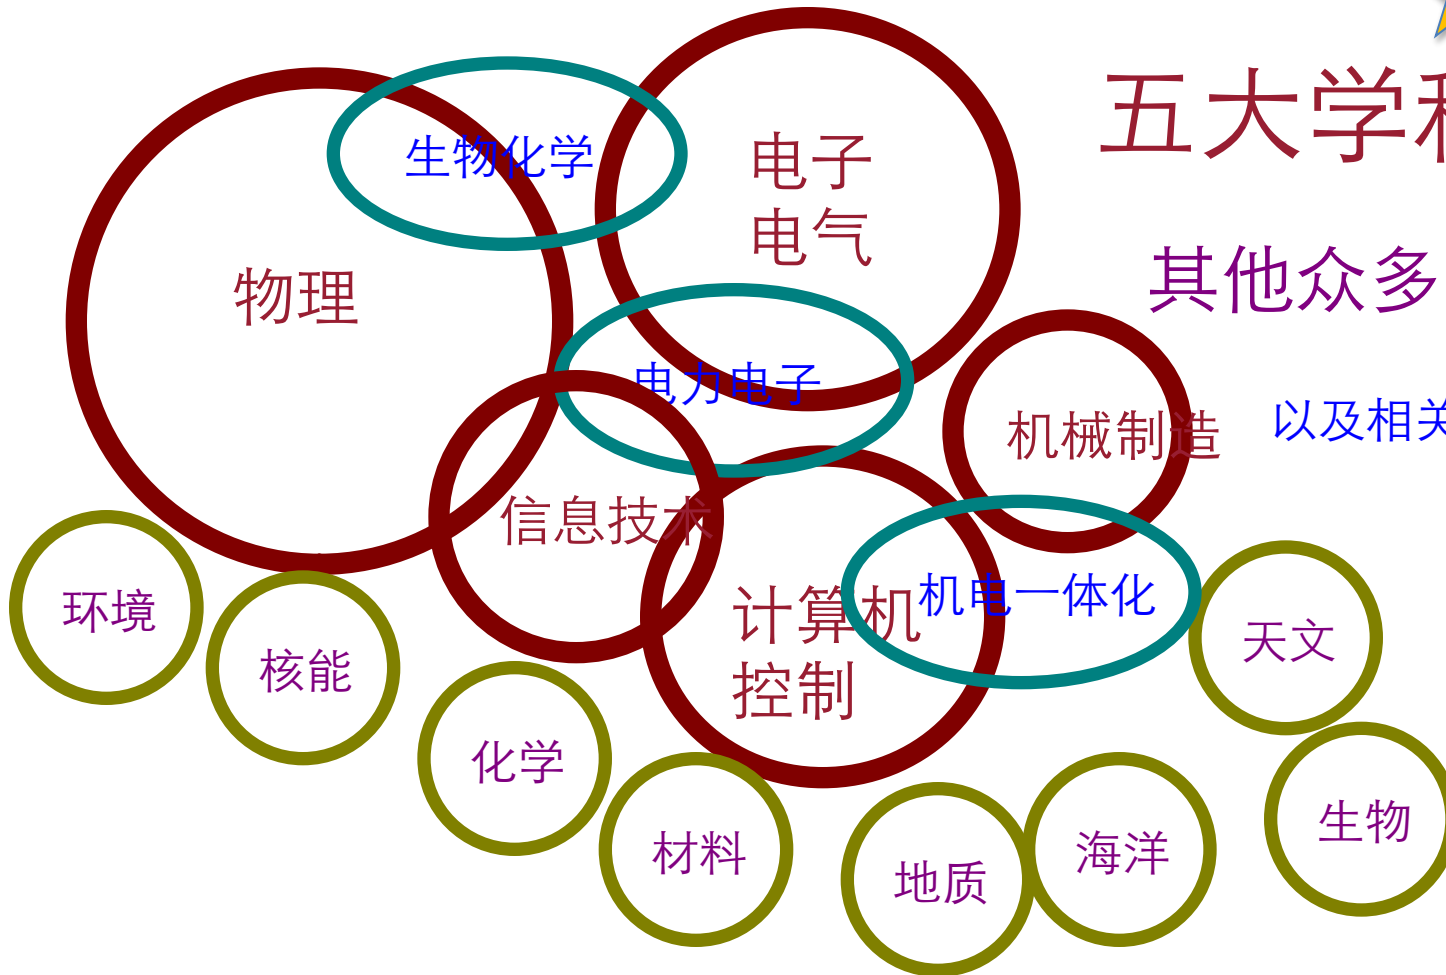 五大学科
生物化学
电子
电气
物理
其他众多
电力电子
机械制造
以及相关
信息技术
计算机
控制
机电一体化
环境
核能
天文
化学
材料
地质
海洋
生物